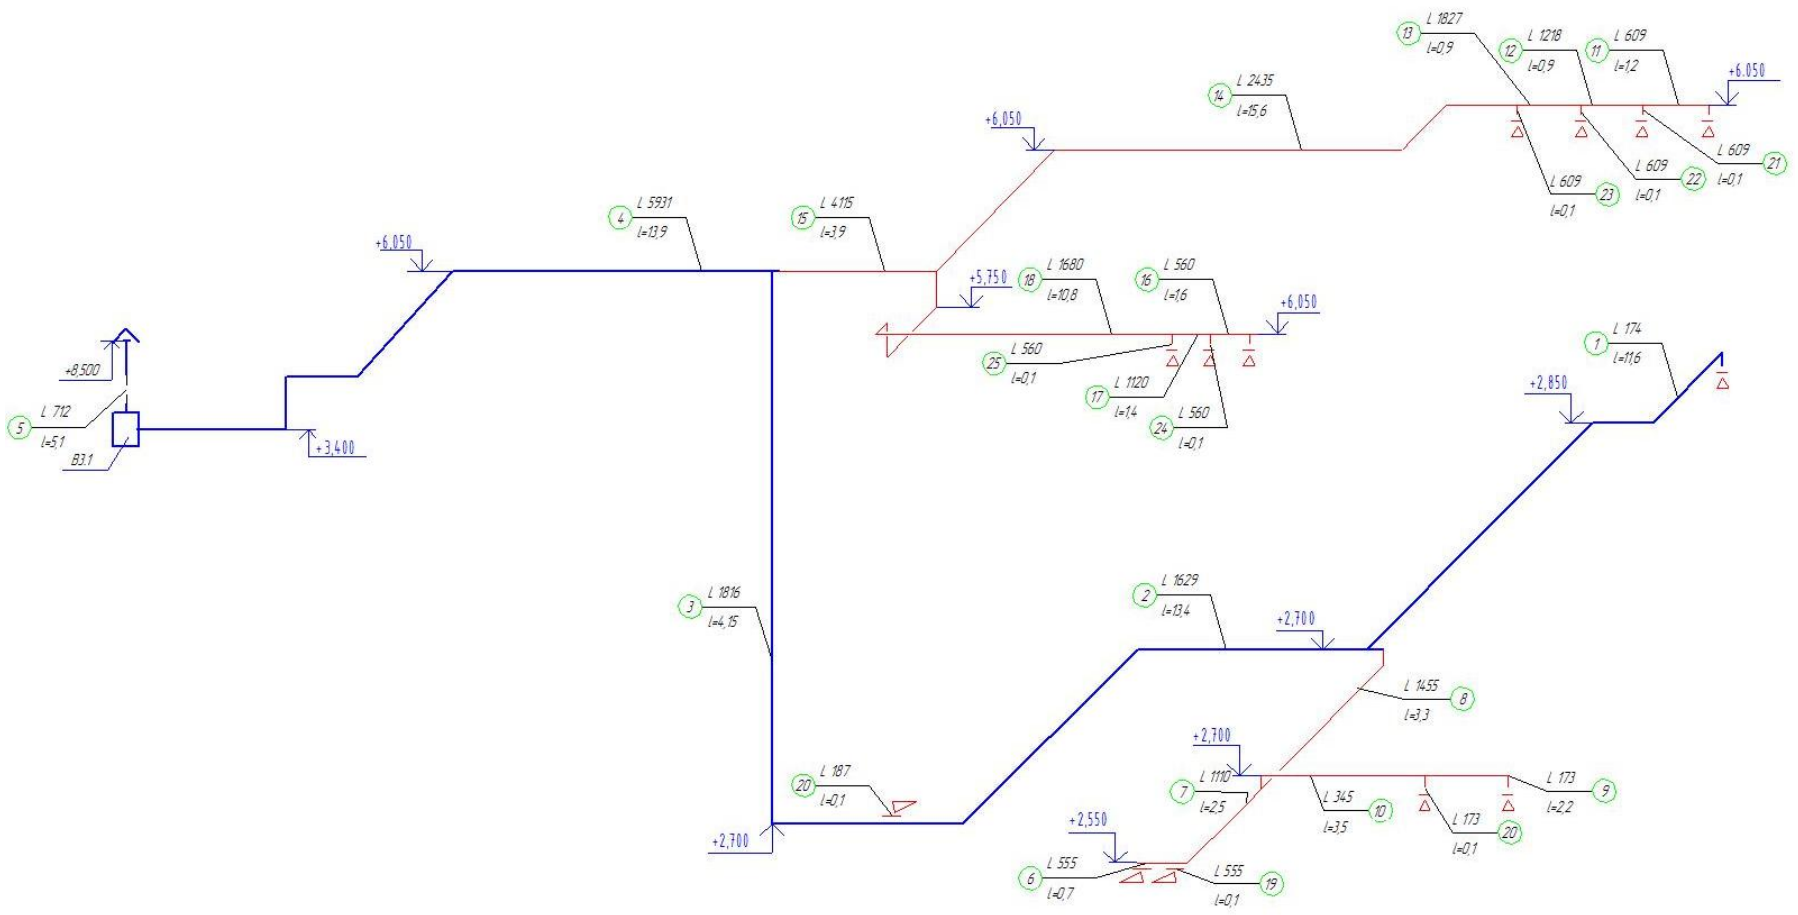 13
L 1827
l=0,9
12
L 1218
l=0,9
11
L 609
l=1,2
+6.050
14
L 2435
l=15,6
+6,050
L 609
l=0,1
21
L 609
l=0,1
22
L 609
l=0,1
23
4
L 5931
l=13,9
15
L 4115
l=3,9
+6,050
+5,750
18
L 1680
l=10,8
16
L 560
l=1,6
+6,050
25
L 560
l=0,1
17
L 1120
l=1,4
24
L 560
l=0,1
1
L 174
l=11,6
+2,850
+8,500
5
L 712
l=5,1
В3.1
+3,400
3
L 1816
l=4,15
2
L 1629
l=13,4
+2,700
L 1455
l=3,3
8
+2,700
20
L 187
l=0,1
7
L 1110
l=2,5
L 345
l=3,5
10
L 173
l=2,2
9
L 173
l=0,1
20
+2,700
+2,550
6
L 555
l=0,7
L 555
l=0,1
19